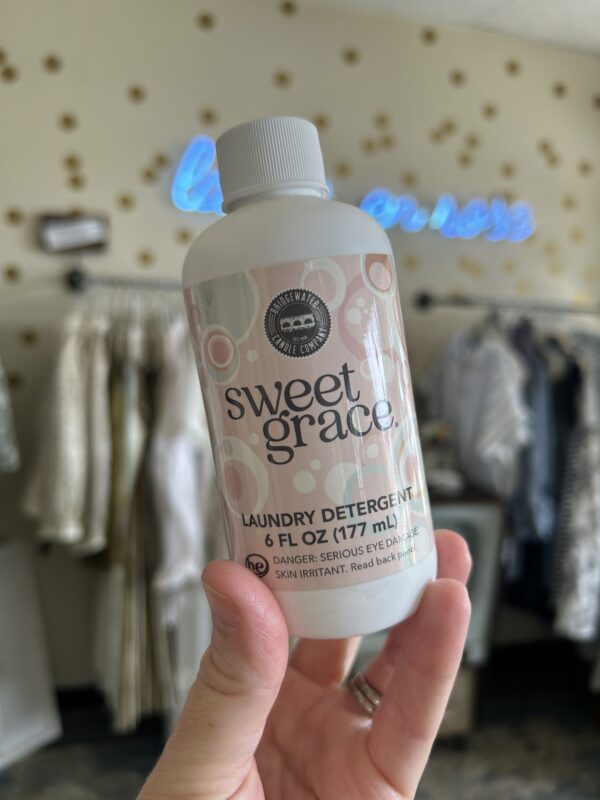 BRIDGEWATER
CANDLE COMPANY
sweet
grace.
LAUNDRY DETERGENT
6 FL OZ (177 mL)
he
DANGER: SERIOUS EYE DAMAGE
SKIN IRRITANT. Read back panel.